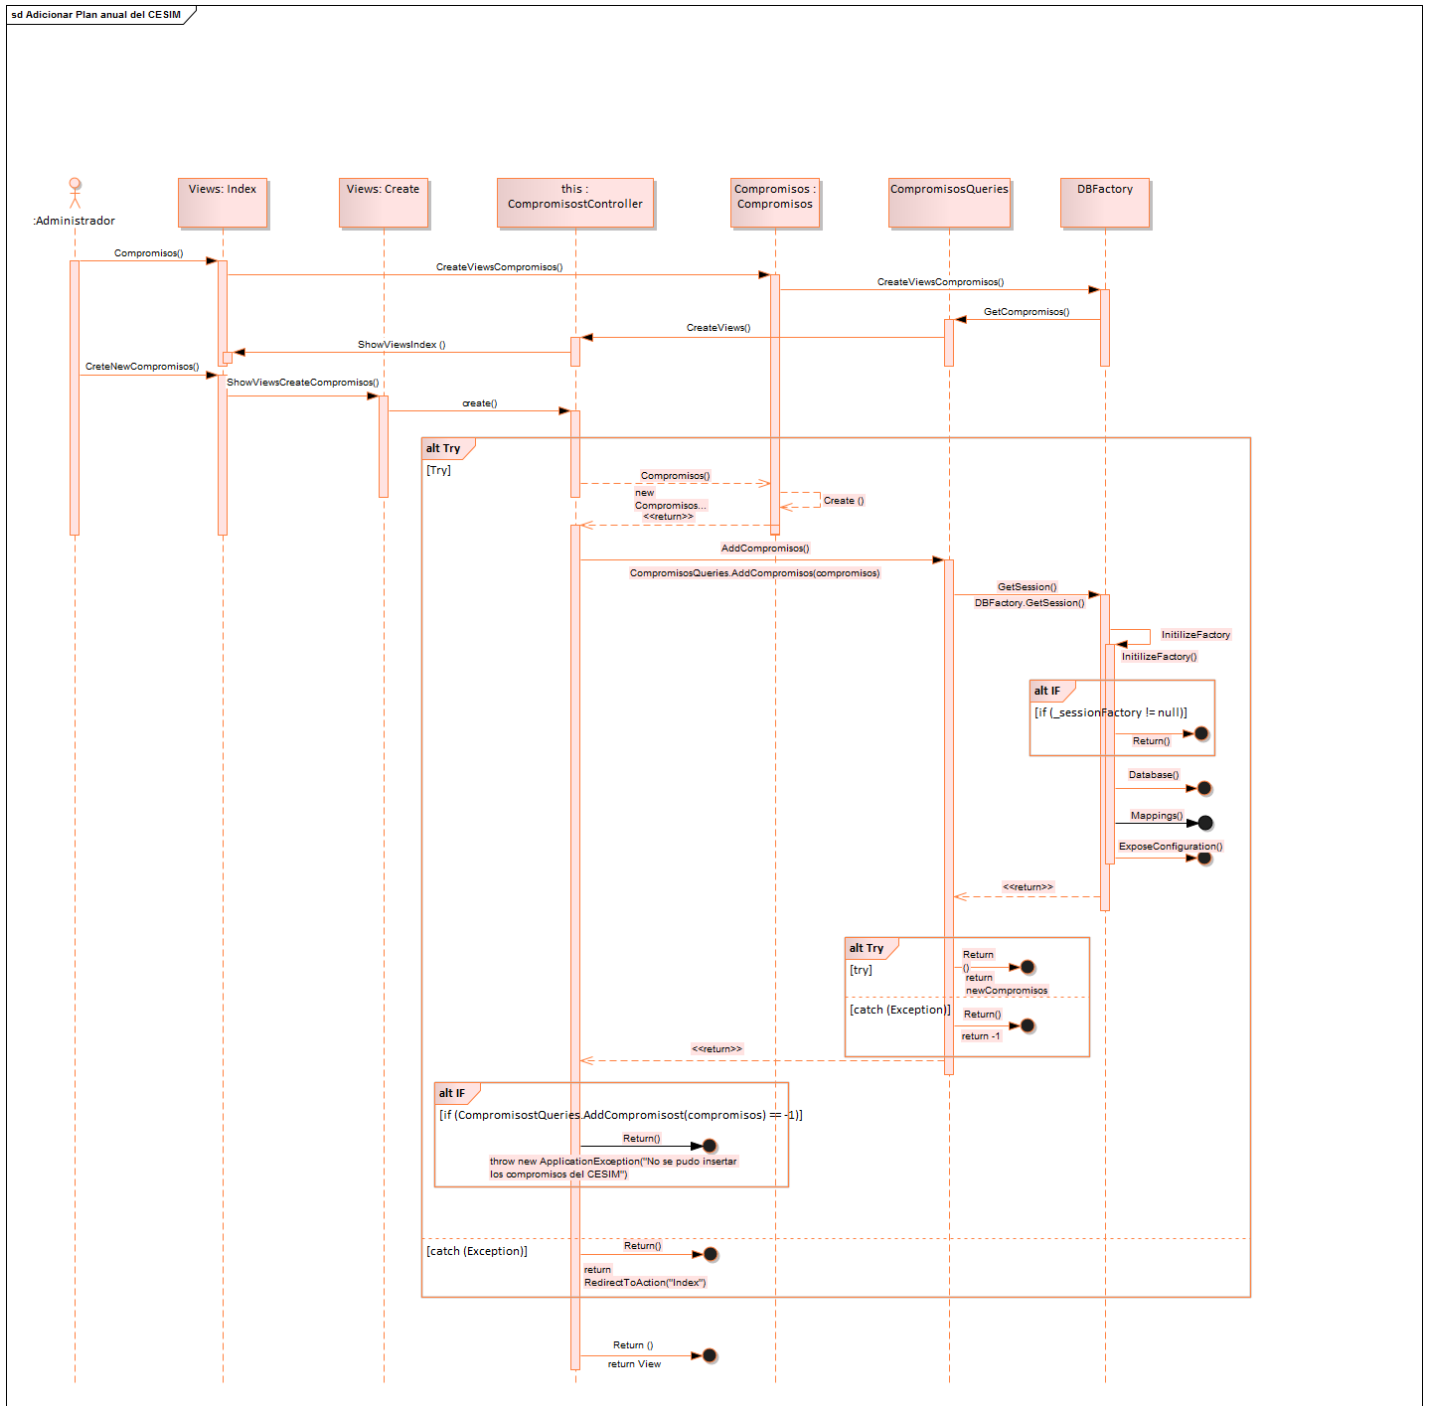 sd Adicionar Plan anual del CESIM
:Administrador
Views: Index
Views: Create
this :
CompromisostController
Compromisos :
Compromisos
CompromisosQueries
DBFactory
Compromisos()
CreateViewsCompromisos()
CreateViewsCompromisos()
GetCompromisos()
CreateViews()
ShowViewsIndex ()
CreteNewCompromisos()
ShowViewsCreateCompromisos()
create()
alt Try
[Try]
Compromisos()
new
Compromisos...
Create ()
<<return>>
AddCompromisos()
CompromisosQueries.AddCompromisos(compromisos)
GetSession()
DBFactory.GetSession()
InitilizeFactory
InitilizeFactory()
alt IF
[if (_sessionFactory != null)]
Return()
Database()
Mappings()
ExposeConfiguration()
<<return>>
alt Try
[try]
Return
()
return
newCompromisos
[catch (Exception)]
Return()
return -1
<<return>>
alt IF
[if (CompromisostQueries.AddCompromisost(compromisos) == -1)]
Return()
throw new ApplicationException("No se pudo insertar
los compromisos del CESIM")
[catch (Exception)]
Return()
return
RedirectToAction("Index")
Return ()
return View